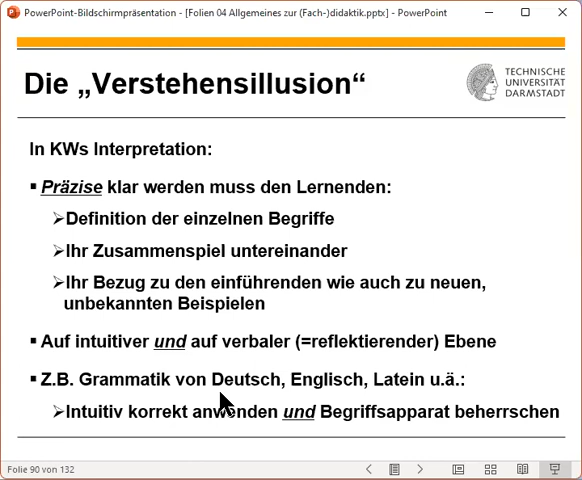 PowerPoint-Bildschirmpräsentation - [Folien 04 Allgemeines zur (Fach-)didaktik.pptx] - PowerPoint
Die „Verstehensillusion“
TECHNISCHE
UNIVERSITÄT
DARMSTADT
In KWs Interpretation:
▪ Präzise klar werden muss den Lernenden:
➢Definition der einzelnen Begriffe
➢Ihr Zusammenspiel untereinander
➢Ihr Bezug zu den einführenden wie auch zu neuen,
unbekannten Beispielen
▪ Auf intuitiver und auf verbaler (=reflektierender) Ebene
▪ Z.B. Grammatik von Deutsch, Englisch, Latein u.ä.:
➢Intuitiv korrekt anwenden und Begriffsapparat beherrschen
Folie 90 von 132